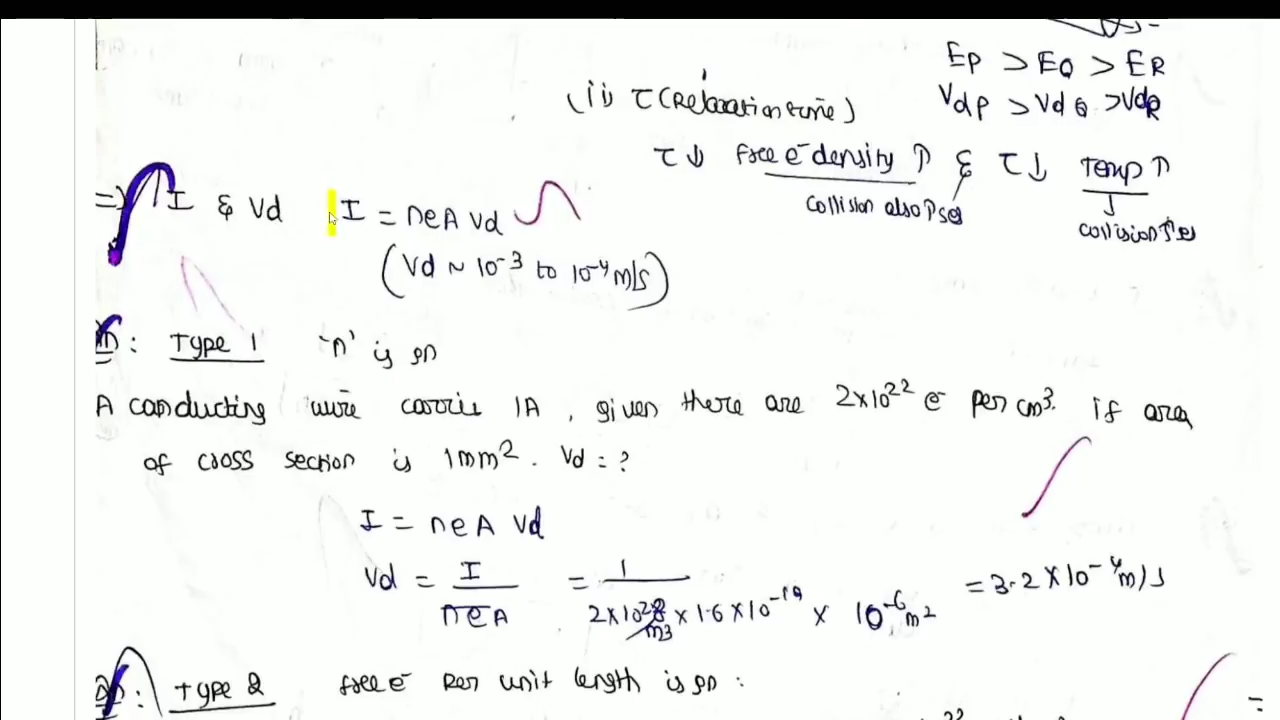 EP > EQ > ER
(ii) τ (Relaxation time)
VdP > VdQ > VdR
τ↓ free e⁻ density ↑ & τ↓ Temp ↑
collision also ↑ses
collision ↑es
=> I & Vd I = neA Vd
(Vd ~ 10⁻³ to 10⁻⁴ m/s)
: Type 1 'n' is gn
A conducting wire carrie 1A , given there are 2×10²² e⁻ per cm³. if area
of cross section is 1mm². Vd = ?
I = neA Vd
Vd = I / neA = 1 / 2×10²⁸/m³ × 1.6×10⁻¹⁹ × 10⁻⁶ m² = 3.2 × 10⁻⁴ m/s
: Type 2 free e⁻ per unit length is gn :